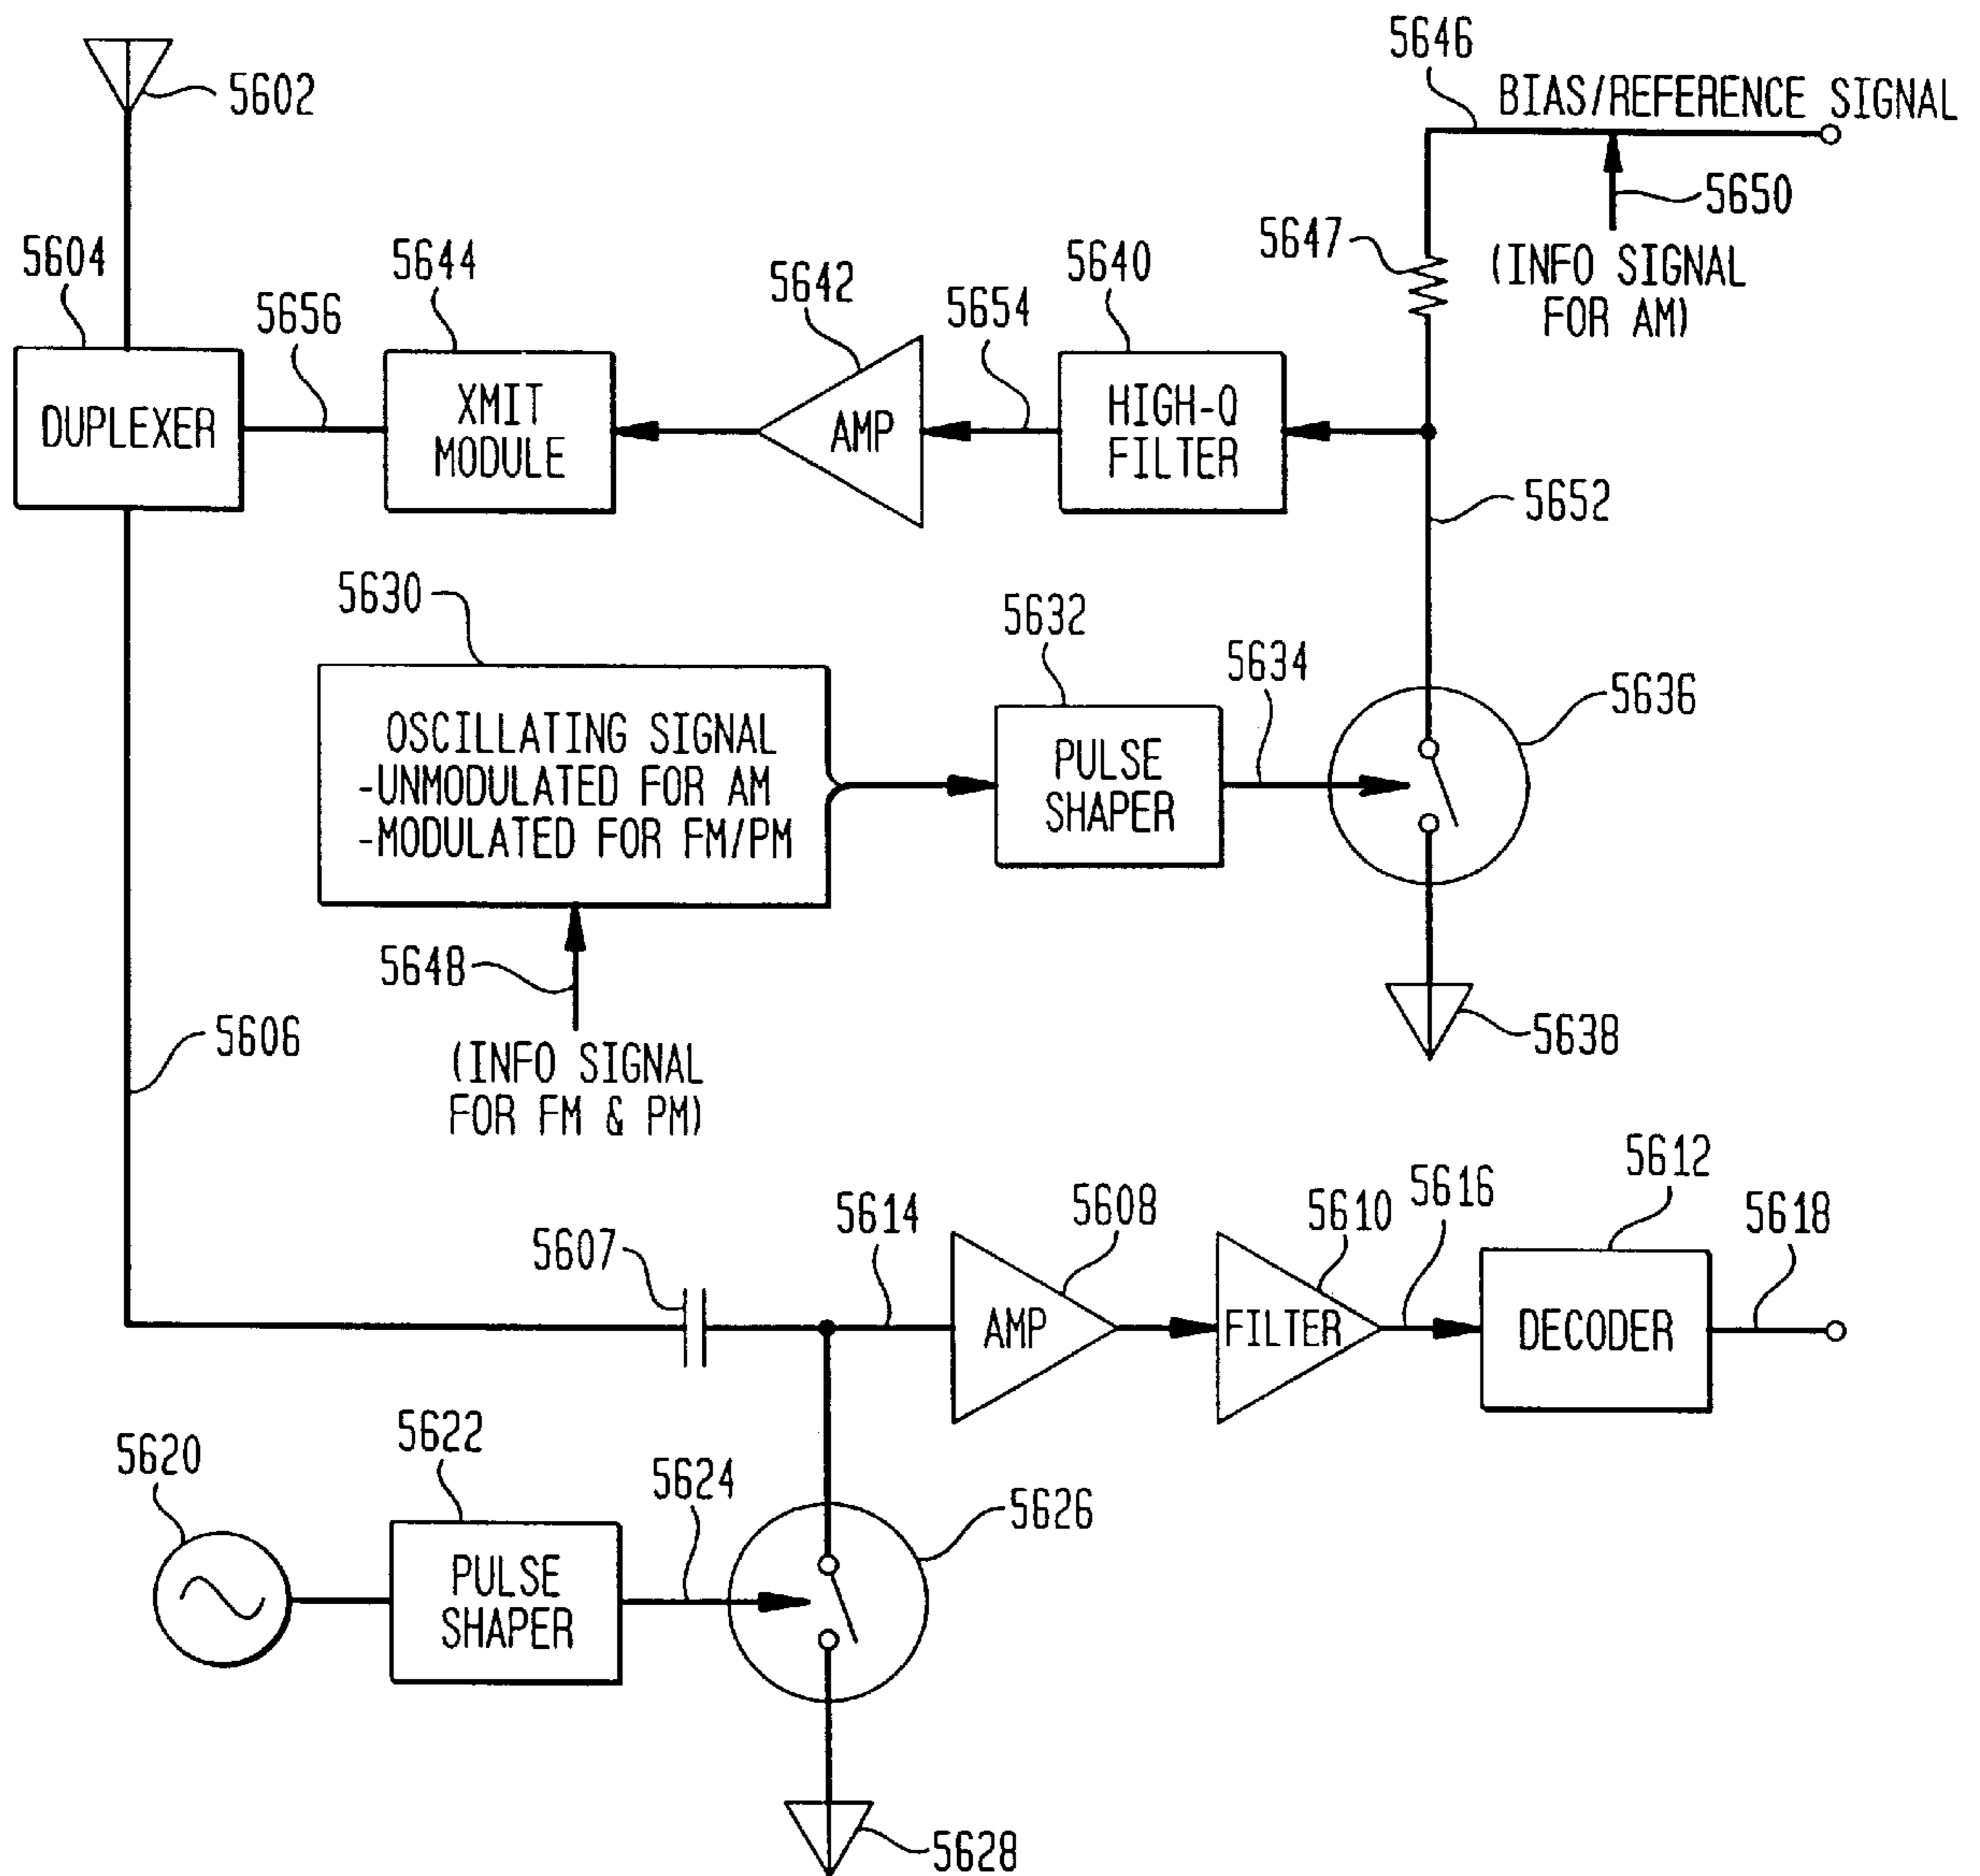 5646
BIAS/REFERENCE SIGNAL
5602
5650
(INFO SIGNAL
FOR AM)
5647
5604
5644
5642
5640
5656
5654
DUPLEXER
XMIT
MODULE
AMP
HIGH-Q
FILTER
5652
5630
5632
5634
5636
OSCILLATING SIGNAL
-UNMODULATED FOR AM
-MODULATED FOR FM/PM
PULSE
SHAPER
5648
(INFO SIGNAL
FOR FM & PM)
5638
5606
5607
5614
5608
5610
5616
5612
5618
AMP
FILTER
DECODER
5620
5622
5624
5626
PULSE
SHAPER
5628